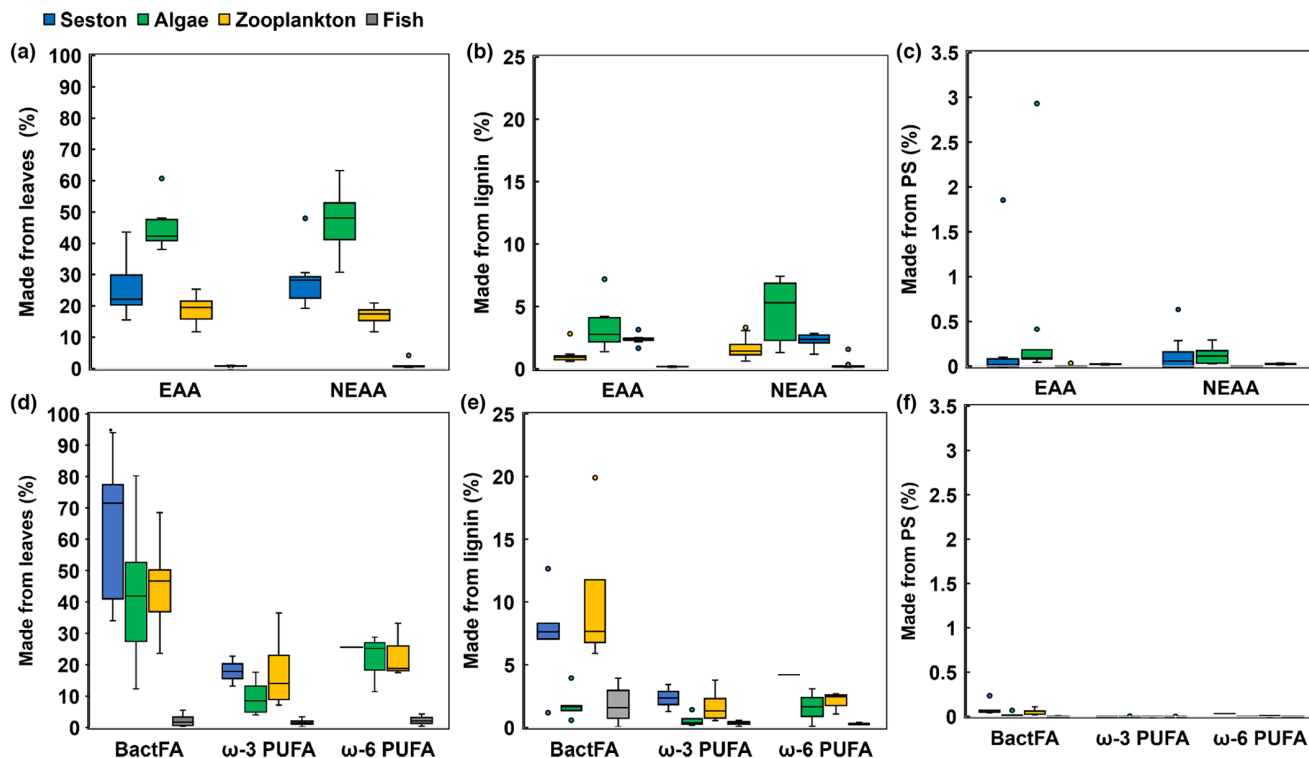 Seston Algae Zooplankton Fish
(a)
Made from leaves (%)
100
90
80
70
60
50
40
30
20
10
0
EAA NEAA
(b)
Made from lignin (%)
25
20
15
10
5
0
EAA NEAA
(c)
Made from PS (%)
3.5
3
2.5
2
1.5
1
0.5
0
EAA NEAA
(d)
Made from leaves (%)
100
90
80
70
60
50
40
30
20
10
0
BactFA ω-3 PUFA ω-6 PUFA
(e)
Made from lignin (%)
25
20
15
10
5
0
BactFA ω-3 PUFA ω-6 PUFA
(f)
Made from PS (%)
3.5
3
2.5
2
1.5
1
0.5
0
BactFA ω-3 PUFA ω-6 PUFA